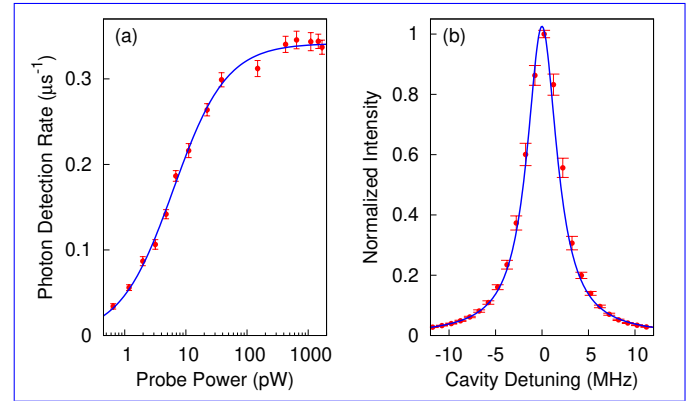 (a)
Photon Detection Rate (μs⁻¹)
0.3
0.2
0.1
0
1 10 100 1000
Probe Power (pW)
(b)
Normalized Intensity
1
0.8
0.6
0.4
0.2
0
-10 -5 0 5 10
Cavity Detuning (MHz)